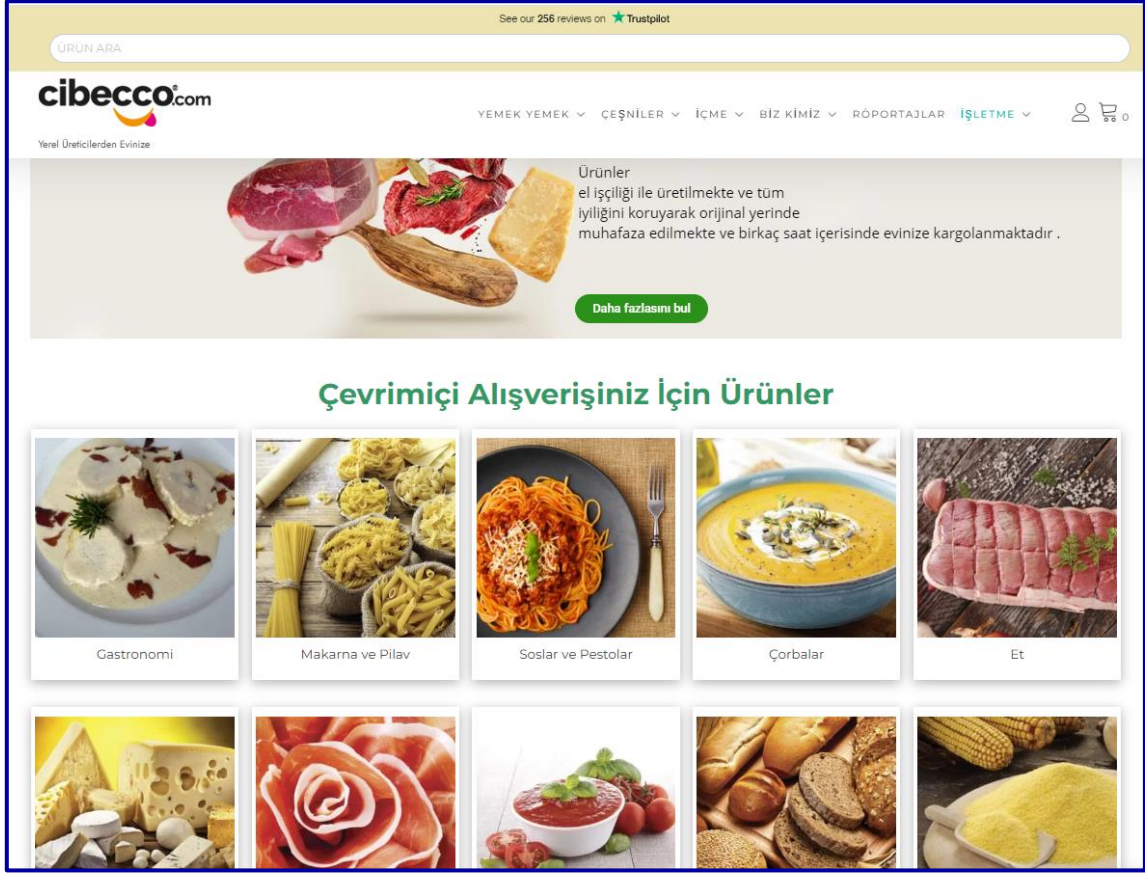 See our 256 reviews on Trustpilot
ÜRÜN ARA
cibecco.com
Yerel Üreticilerden Evinize
YEMEK YEMEK ÇEŞNİLER İÇME BİZ KİMİZ RÖPORTAJLAR İŞLETME 0
Ürünler
el işçiliği ile üretilmekte ve tüm
iyiliğini koruyarak orijinal yerinde
muhafaza edilmekte ve birkaç saat içerisinde evinize kargolanmaktadır .
Daha fazlasını bul
Çevrimiçi Alışverişiniz İçin Ürünler
Gastronomi
Makarna ve Pilav
Soslar ve Pestolar
Çorbalar
Et